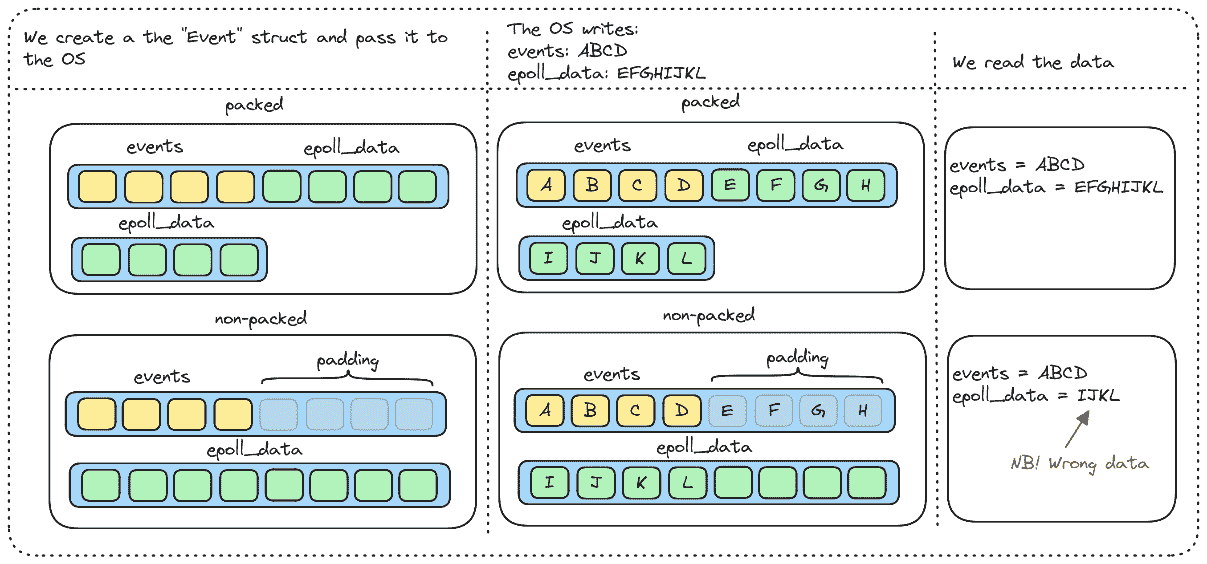 We create a the "Event" struct and pass it to
the OS
The OS writes:
events: ABCD
epoll_data: EFGHIJKL
We read the data
packed
events
epoll_data
epoll_data
packed
events
epoll_data
A B C D E F G H
epoll_data
I J K L
events = ABCD
epoll_data = EFGHIJKL
non-packed
padding
events
epoll_data
non-packed
padding
events
A B C D E F G H
epoll_data
I J K L
events = ABCD
epoll_data = IJKL
NB! Wrong data